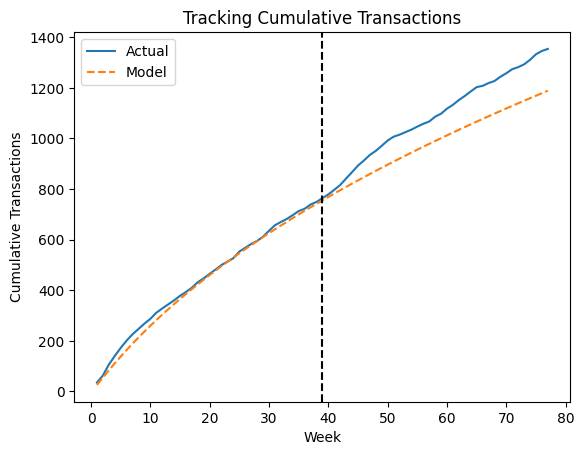 Tracking Cumulative Transactions
Actual
Model
Cumulative Transactions
1400
1200
1000
800
600
400
200
0
0 10 20 30 40 50 60 70 80
Week